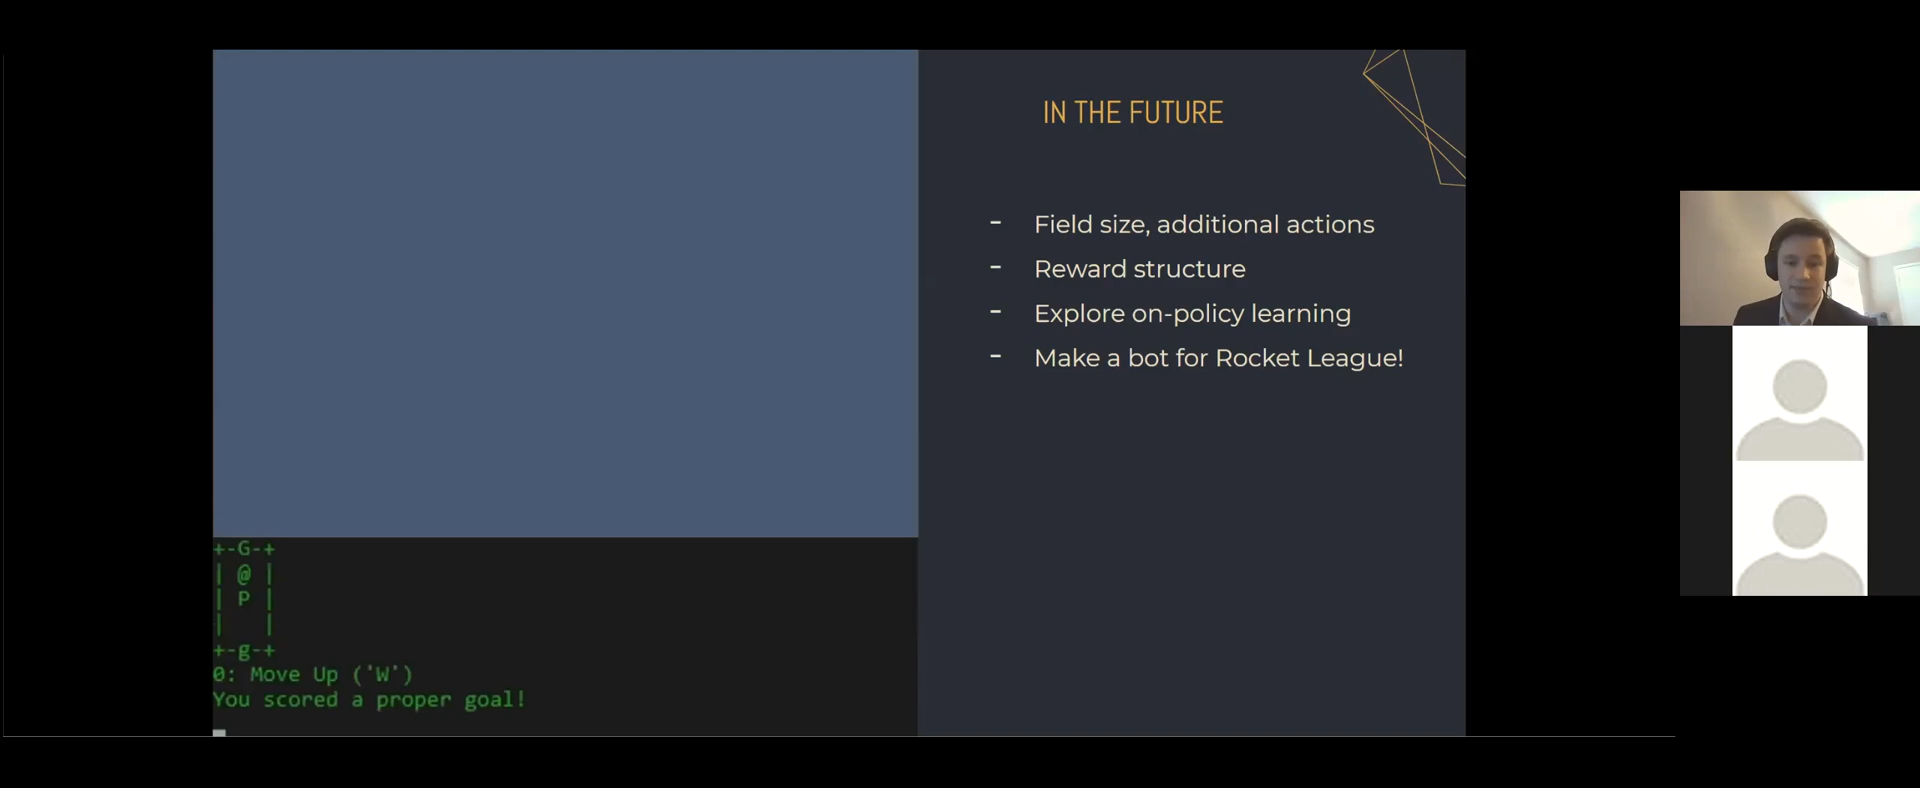 IN THE FUTURE
- Field size, additional actions
- Reward structure
- Explore on-policy learning
- Make a bot for Rocket League!
+-G-+
| @ |
| P |
|   |
+-g-+
0: Move Up ('W')
You scored a proper goal!